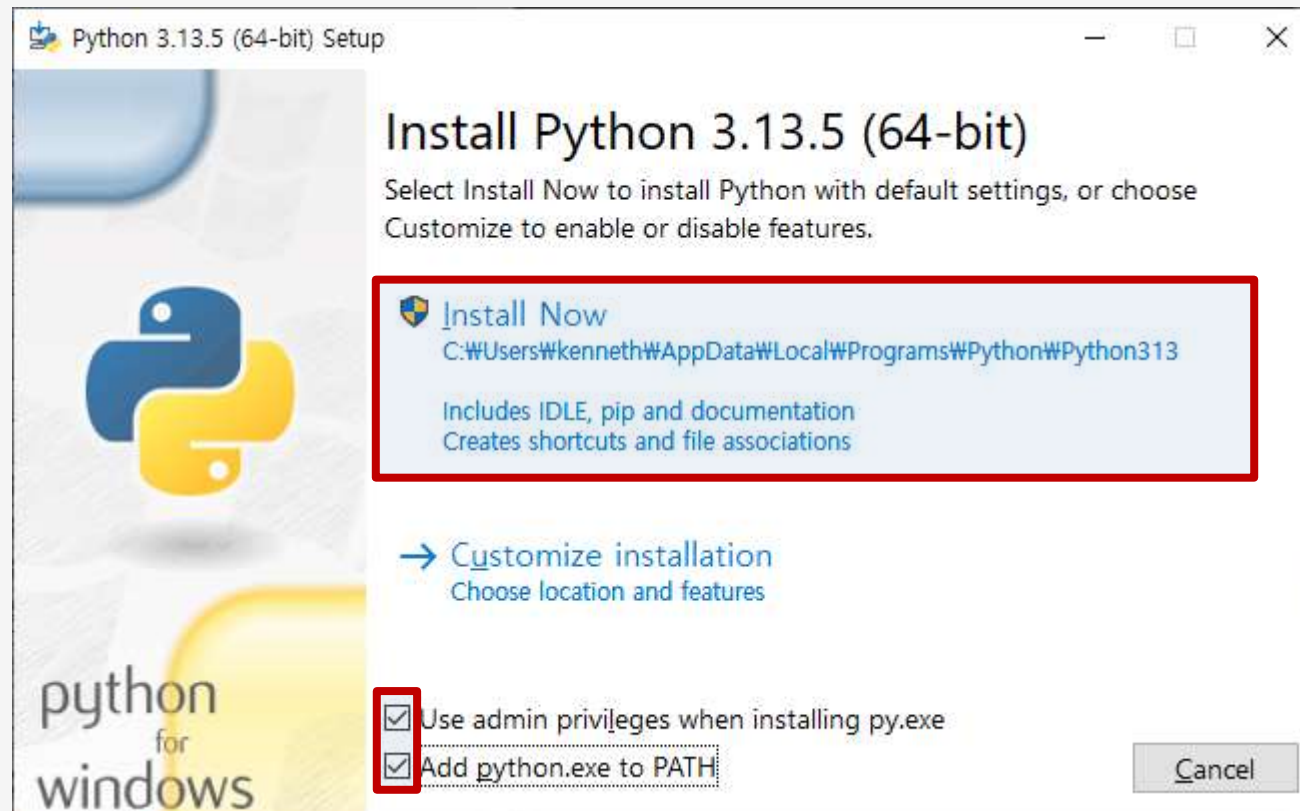 Python 3.13.5 (64-bit) Setup
Install Python 3.13.5 (64-bit)
Select Install Now to install Python with default settings, or choose
Customize to enable or disable features.
Install Now
C:₩Users₩kenneth₩AppData₩Local₩Programs₩Python₩Python313
Includes IDLE, pip and documentation
Creates shortcuts and file associations
Customize installation
Choose location and features
Use admin privileges when installing py.exe
Add python.exe to PATH
Cancel
python
for
windows